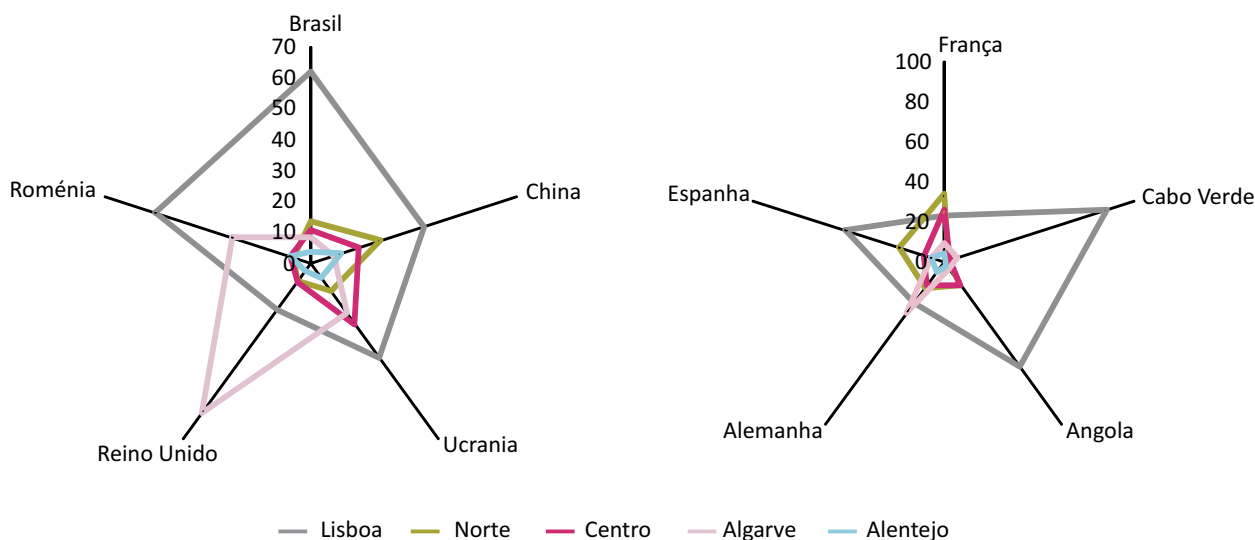 Brasil
70
60
50
40
30
20
10
0
China
Ucrania
Reino Unido
Roménia
França
100
80
60
40
20
0
Cabo Verde
Angola
Alemanha
Espanha
Lisboa Norte Centro Algarve Alentejo